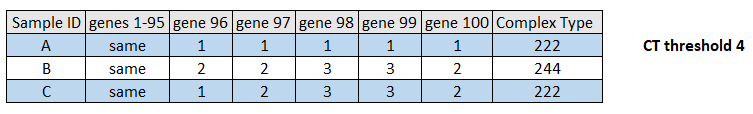 Sample ID genes 1-95 gene 96 gene 97 gene 98 gene 99 gene 100 Complex Type
A same 1 1 1 1 1 222
B same 2 2 3 3 2 244
C same 1 2 3 3 2 222
CT threshold 4